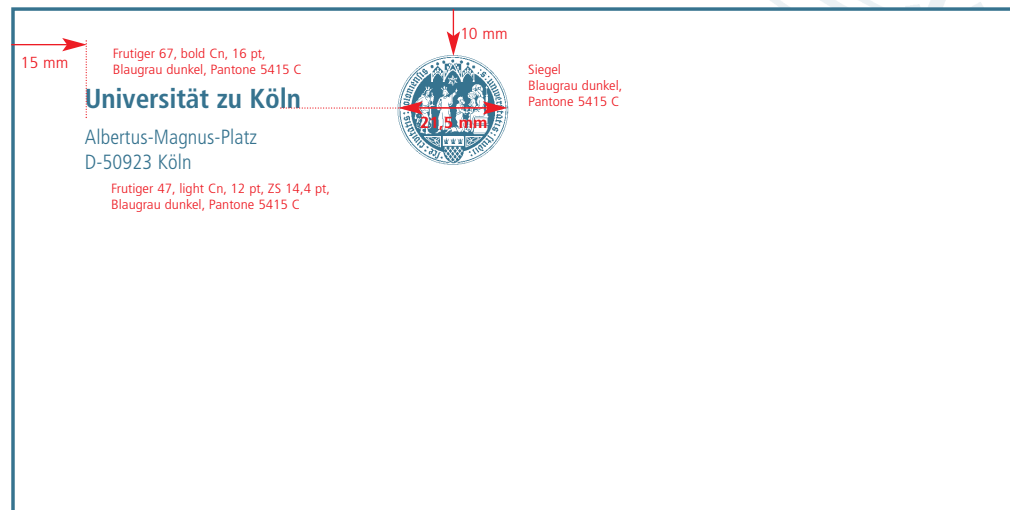 10 mm
15 mm
Frutiger 67, bold Cn, 16 pt,
Blaugrau dunkel, Pantone 5415 C
Siegel
Blaugrau dunkel,
Pantone 5415 C
Universität zu Köln
21,5 mm
Albertus-Magnus-Platz
D-50923 Köln
Frutiger 47, light Cn, 12 pt, ZS 14,4 pt,
Blaugrau dunkel, Pantone 5415 C